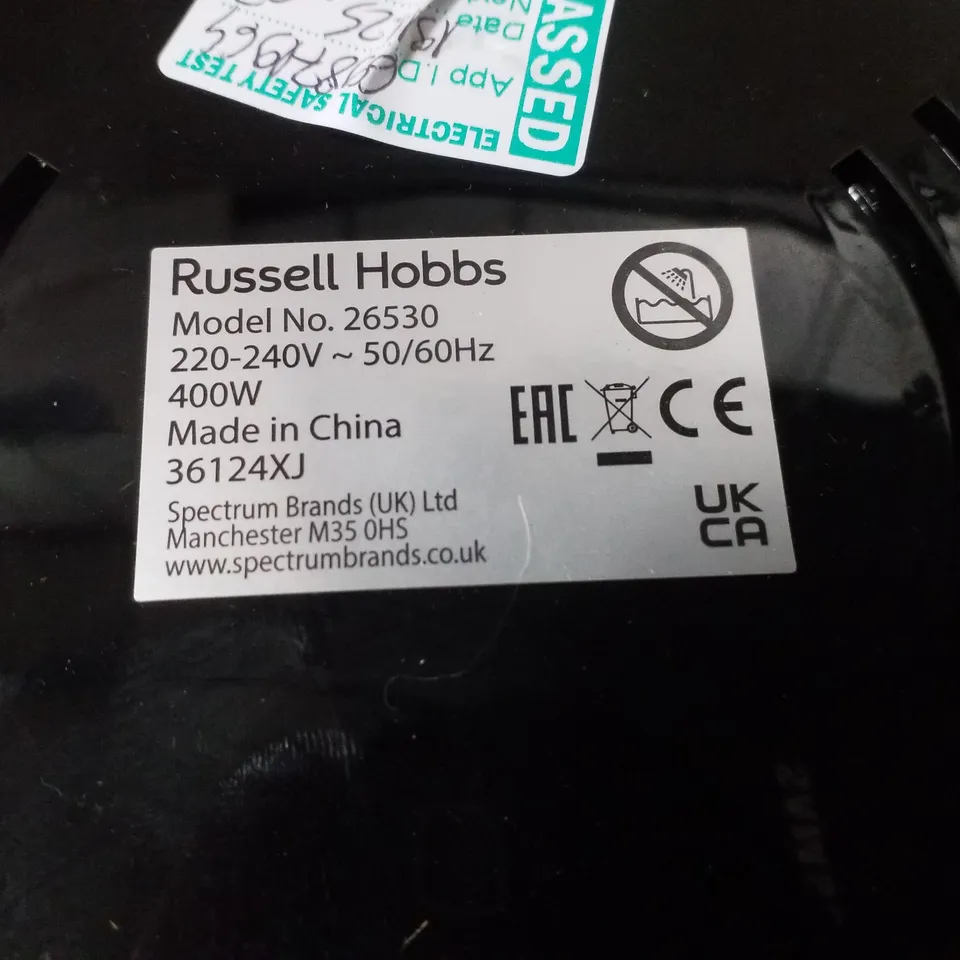 PASSED
ELECTRICAL SAFETY TEST
App I.D
Date
Russell Hobbs
Model No. 26530
220-240V ~ 50/60Hz
400W
Made in China
36124XJ
Spectrum Brands (UK) Ltd
Manchester M35 0HS
www.spectrumbrands.co.uk
EAC
CE
UK
CA